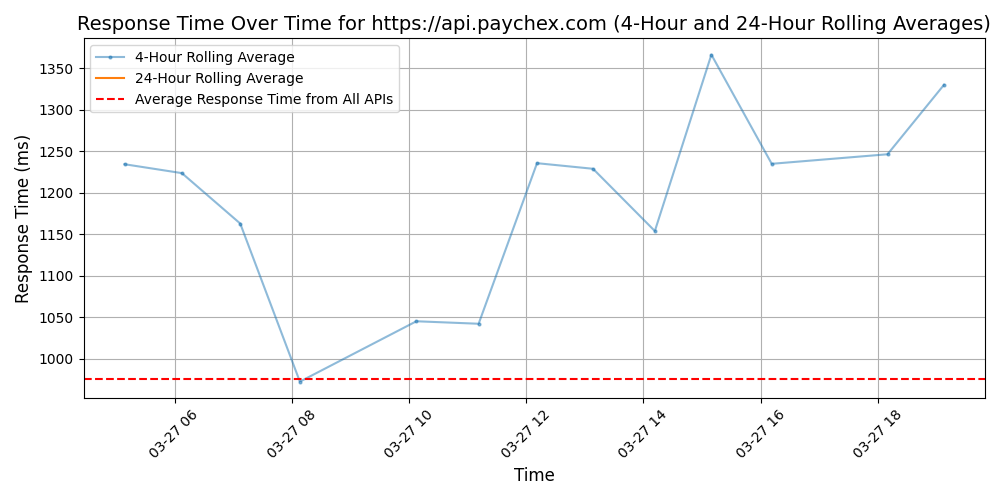 Response Time Over Time for https://api.paychex.com (4-Hour and 24-Hour Rolling Averages)
4-Hour Rolling Average
24-Hour Rolling Average
Average Response Time from All APIs
Response Time (ms)
1350
1300
1250
1200
1150
1100
1050
1000
03-27 06
03-27 08
03-27 10
03-27 12
03-27 14
03-27 16
03-27 18
Time